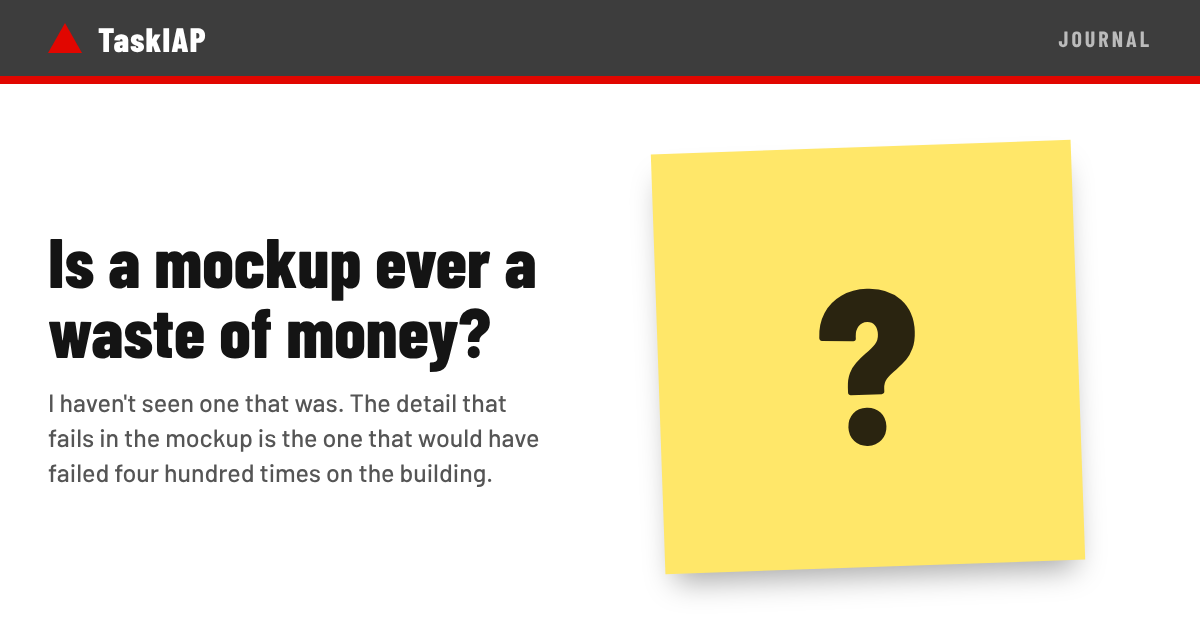 TaskIAP
JOURNAL
Is a mockup ever a
waste of money?
I haven't seen one that was. The detail that
fails in the mockup is the one that would have
failed four hundred times on the building.
?